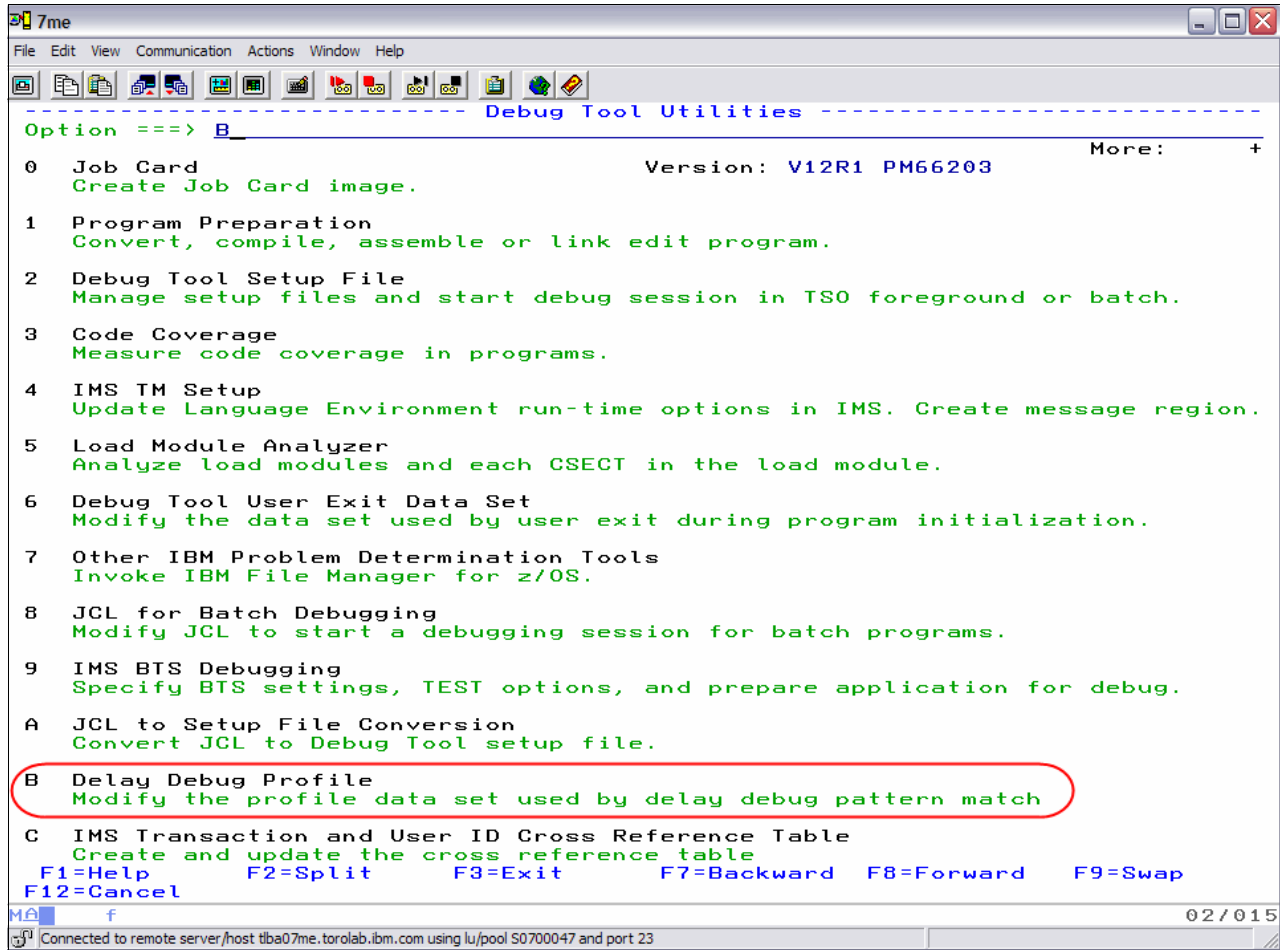 7me
File Edit View Communication Actions Window Help
- - - - - - - - - - - - - - - - - - - - - - - - - - - - - Debug Tool Utilities - - - - - - - - - - - - - - - - - - - - - - - - - - - -
Option ===> B_
More: +
0 Job Card Version: V12R1 PM66203
Create Job Card image.
1 Program Preparation
Convert, compile, assemble or link edit program.
2 Debug Tool Setup File
Manage setup files and start debug session in TSO foreground or batch.
3 Code Coverage
Measure code coverage in programs.
4 IMS TM Setup
Update Language Environment run-time options in IMS. Create message region.
5 Load Module Analyzer
Analyze load modules and each CSECT in the load module.
6 Debug Tool User Exit Data Set
Modify the data set used by user exit during program initialization.
7 Other IBM Problem Determination Tools
Invoke IBM File Manager for z/OS.
8 JCL for Batch Debugging
Modify JCL to start a debugging session for batch programs.
9 IMS BTS Debugging
Specify BTS settings, TEST options, and prepare application for debug.
A JCL to Setup File Conversion
Convert JCL to Debug Tool setup file.
B Delay Debug Profile
Modify the profile data set used by delay debug pattern match
C IMS Transaction and User ID Cross Reference Table
Create and update the cross reference table
F1=Help F2=Split F3=Exit F7=Backward F8=Forward F9=Swap
F12=Cancel
MA f 02/015
Connected to remote server/host tlba07me.torolab.ibm.com using lu/pool S0700047 and port 23